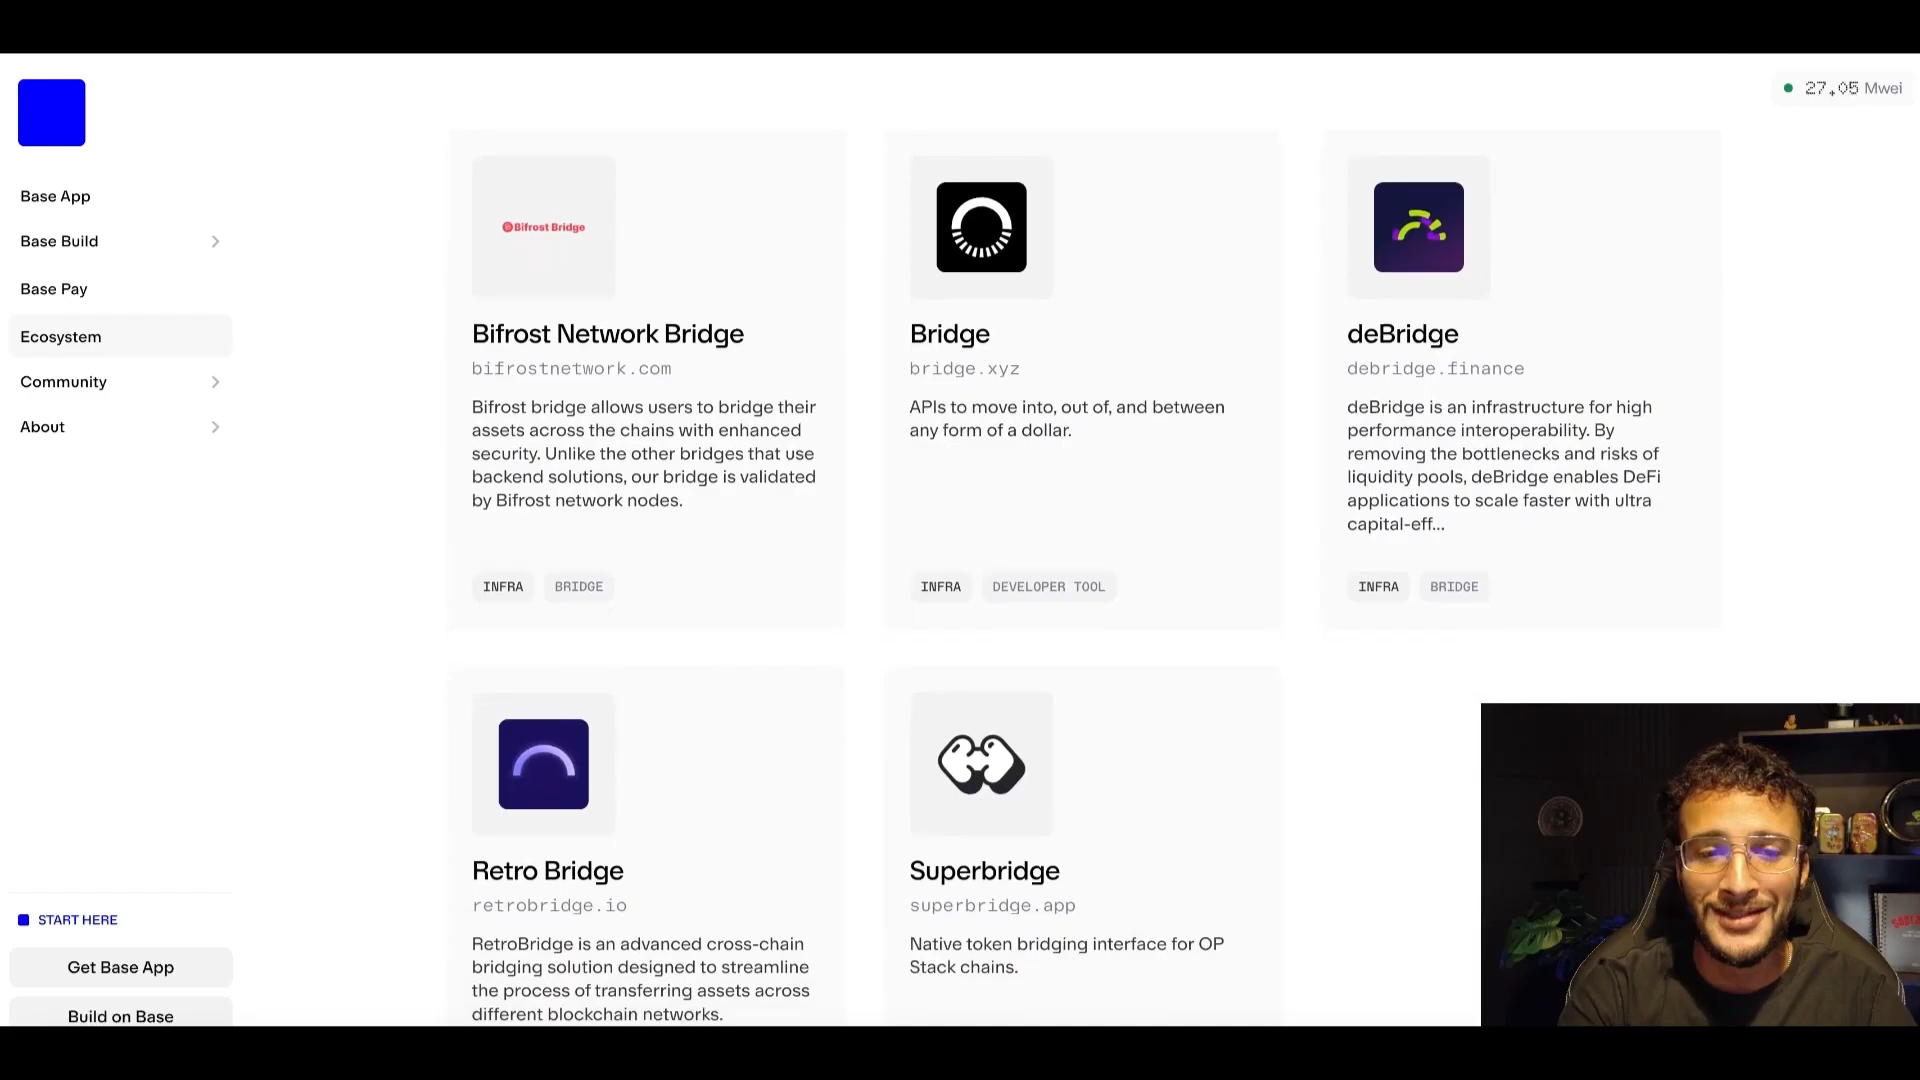 27.05 Mwei
Base App
Base Build
Base Pay
Ecosystem
Community
About
START HERE
Get Base App
Build on Base
Bifrost Bridge
Bifrost Network Bridge
bifrostnetwork.com
Bifrost bridge allows users to bridge their
assets across the chains with enhanced
security. Unlike the other bridges that use
backend solutions, our bridge is validated
by Bifrost network nodes.
INFRA BRIDGE
Bridge
bridge.xyz
APIs to move into, out of, and between
any form of a dollar.
INFRA DEVELOPER TOOL
deBridge
debridge.finance
deBridge is an infrastructure for high
performance interoperability. By
removing the bottlenecks and risks of
liquidity pools, deBridge enables DeFi
applications to scale faster with ultra
capital-eff...
INFRA BRIDGE
Retro Bridge
retrobridge.io
RetroBridge is an advanced cross-chain
bridging solution designed to streamline
the process of transferring assets across
different blockchain networks.
Superbridge
superbridge.app
Native token bridging interface for OP
Stack chains.